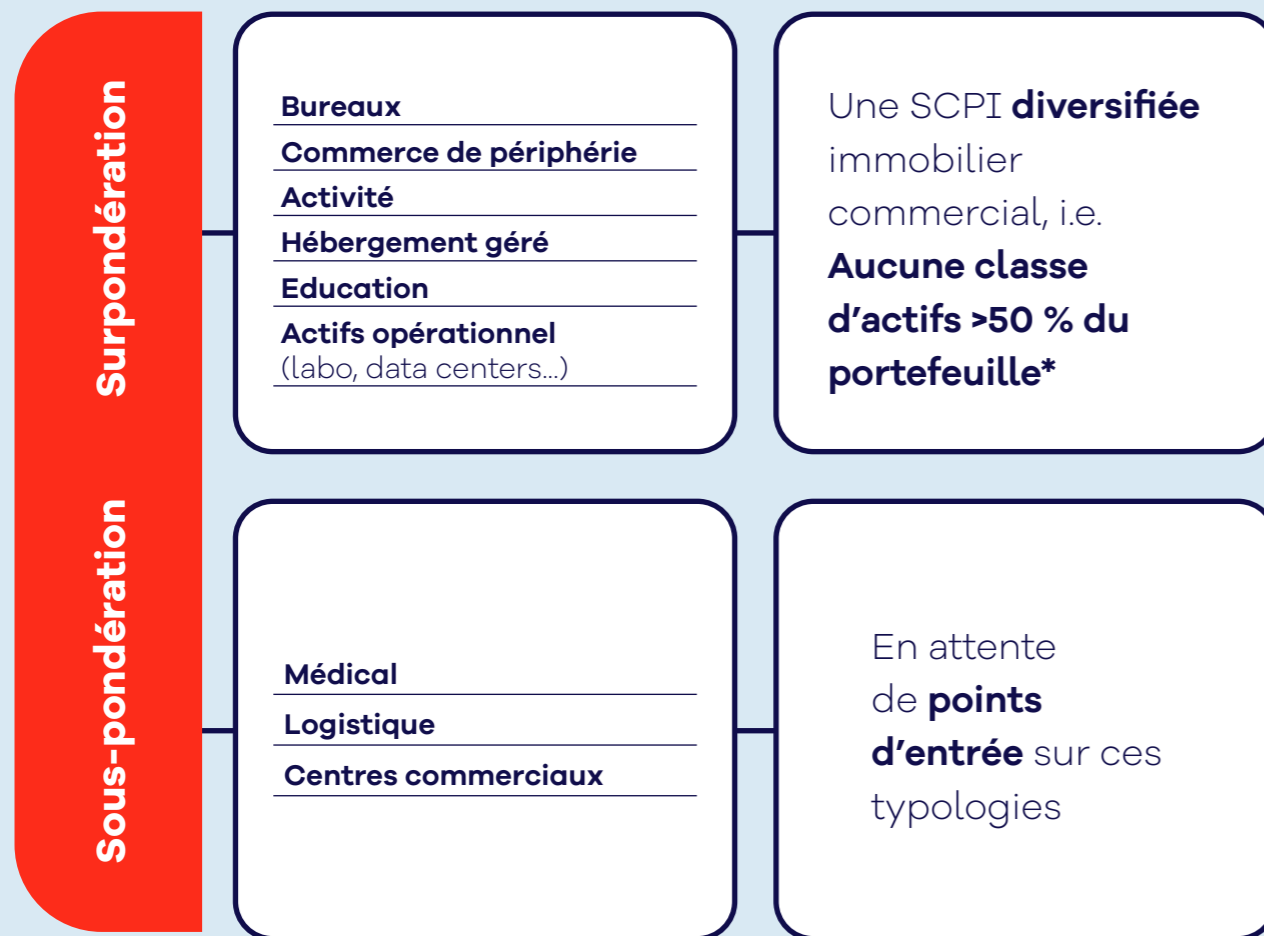 Surpondération
Bureaux
Commerce de périphérie
Activité
Hébergement géré
Education
Actifs opérationnel
(labo, data centers...)
Une SCPI diversifiée
immobilier
commercial, i.e.
Aucune classe
d’actifs >50 % du
portefeuille*
Sous-pondération
Médical
Logistique
Centres commerciaux
En attente
de points
d’entrée sur ces
typologies